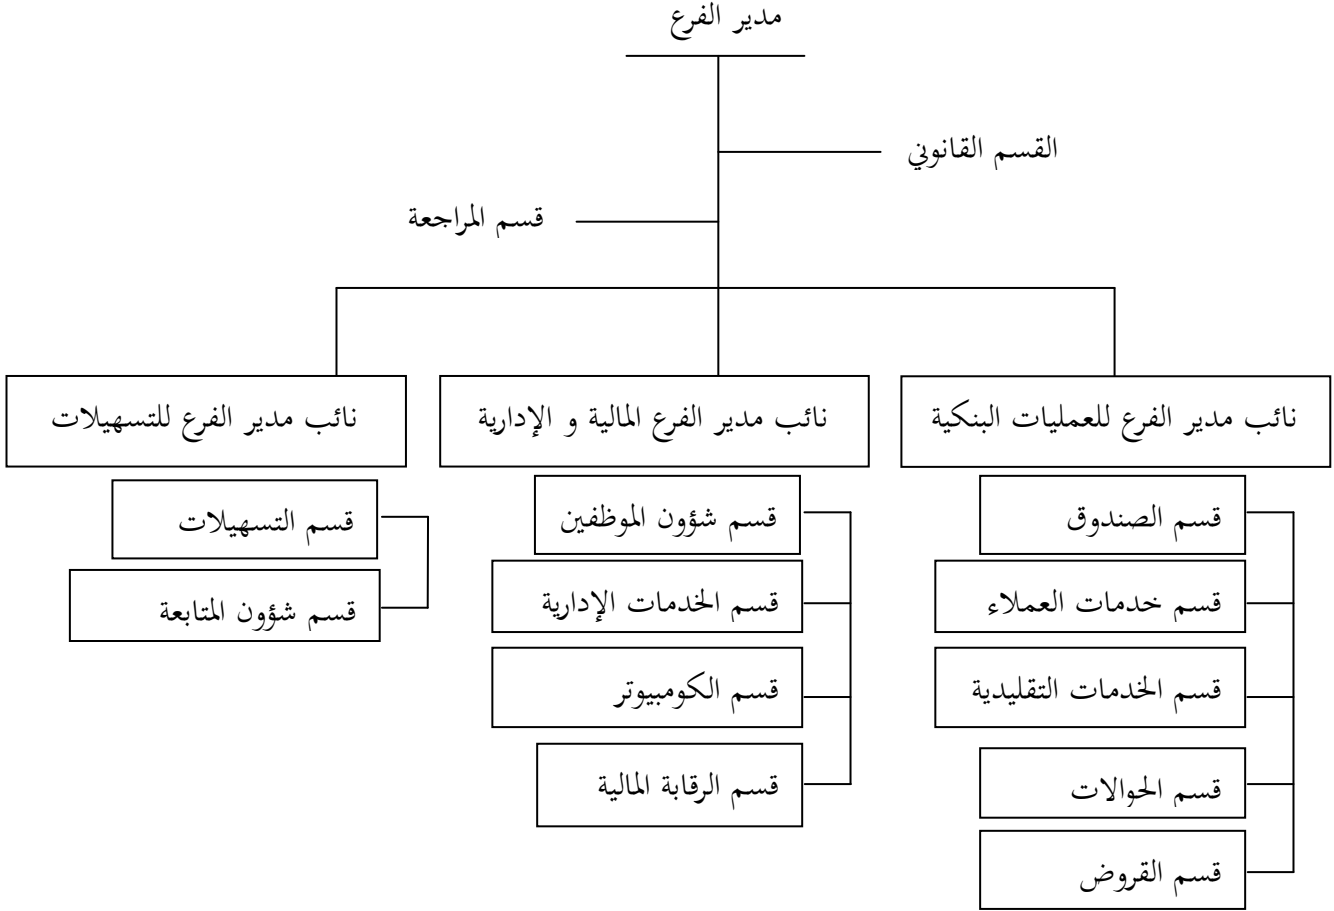 مدير الفرع
القسم القانوني
قسم المراجعة
نائب مدير الفرع للعمليات البنكية
نائب مدير الفرع المالية و الإدارية
نائب مدير الفرع للتسهيلات
قسم الصندوق
قسم خدمات العملاء
قسم الخدمات التقليدية
قسم الحوالات
قسم القروض
قسم شؤون الموظفين
قسم الخدمات الإدارية
قسم الكومبيوتر
قسم الرقابة المالية
قسم التسهيلات
قسم شؤون المتابعة